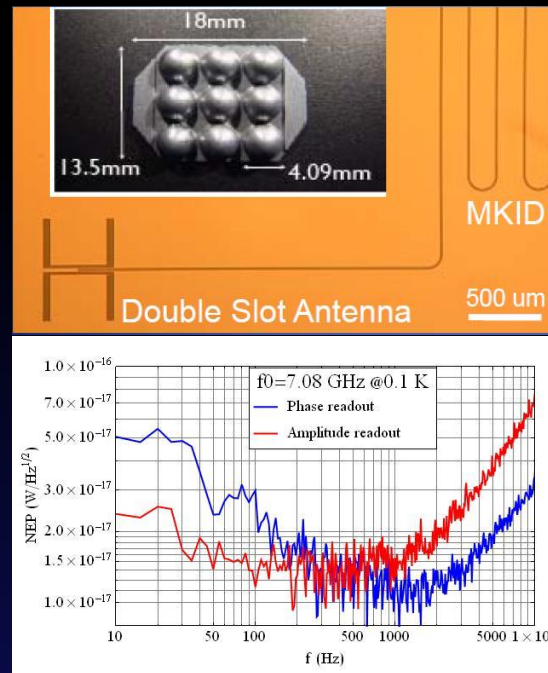 18mm
13.5mm
4.09mm
MKID
Double Slot Antenna
500 um
f0=7.08 GHz @0.1 K
Phase readout
Amplitude readout
NEP (W/Hz^1/2)
1.0 × 10^-16
7.0 × 10^-17
5.0 × 10^-17
3.0 × 10^-17
2.0 × 10^-17
1.5 × 10^-17
1.0 × 10^-17
10 50 100 500 1000 5000 1 × 10
f (Hz)